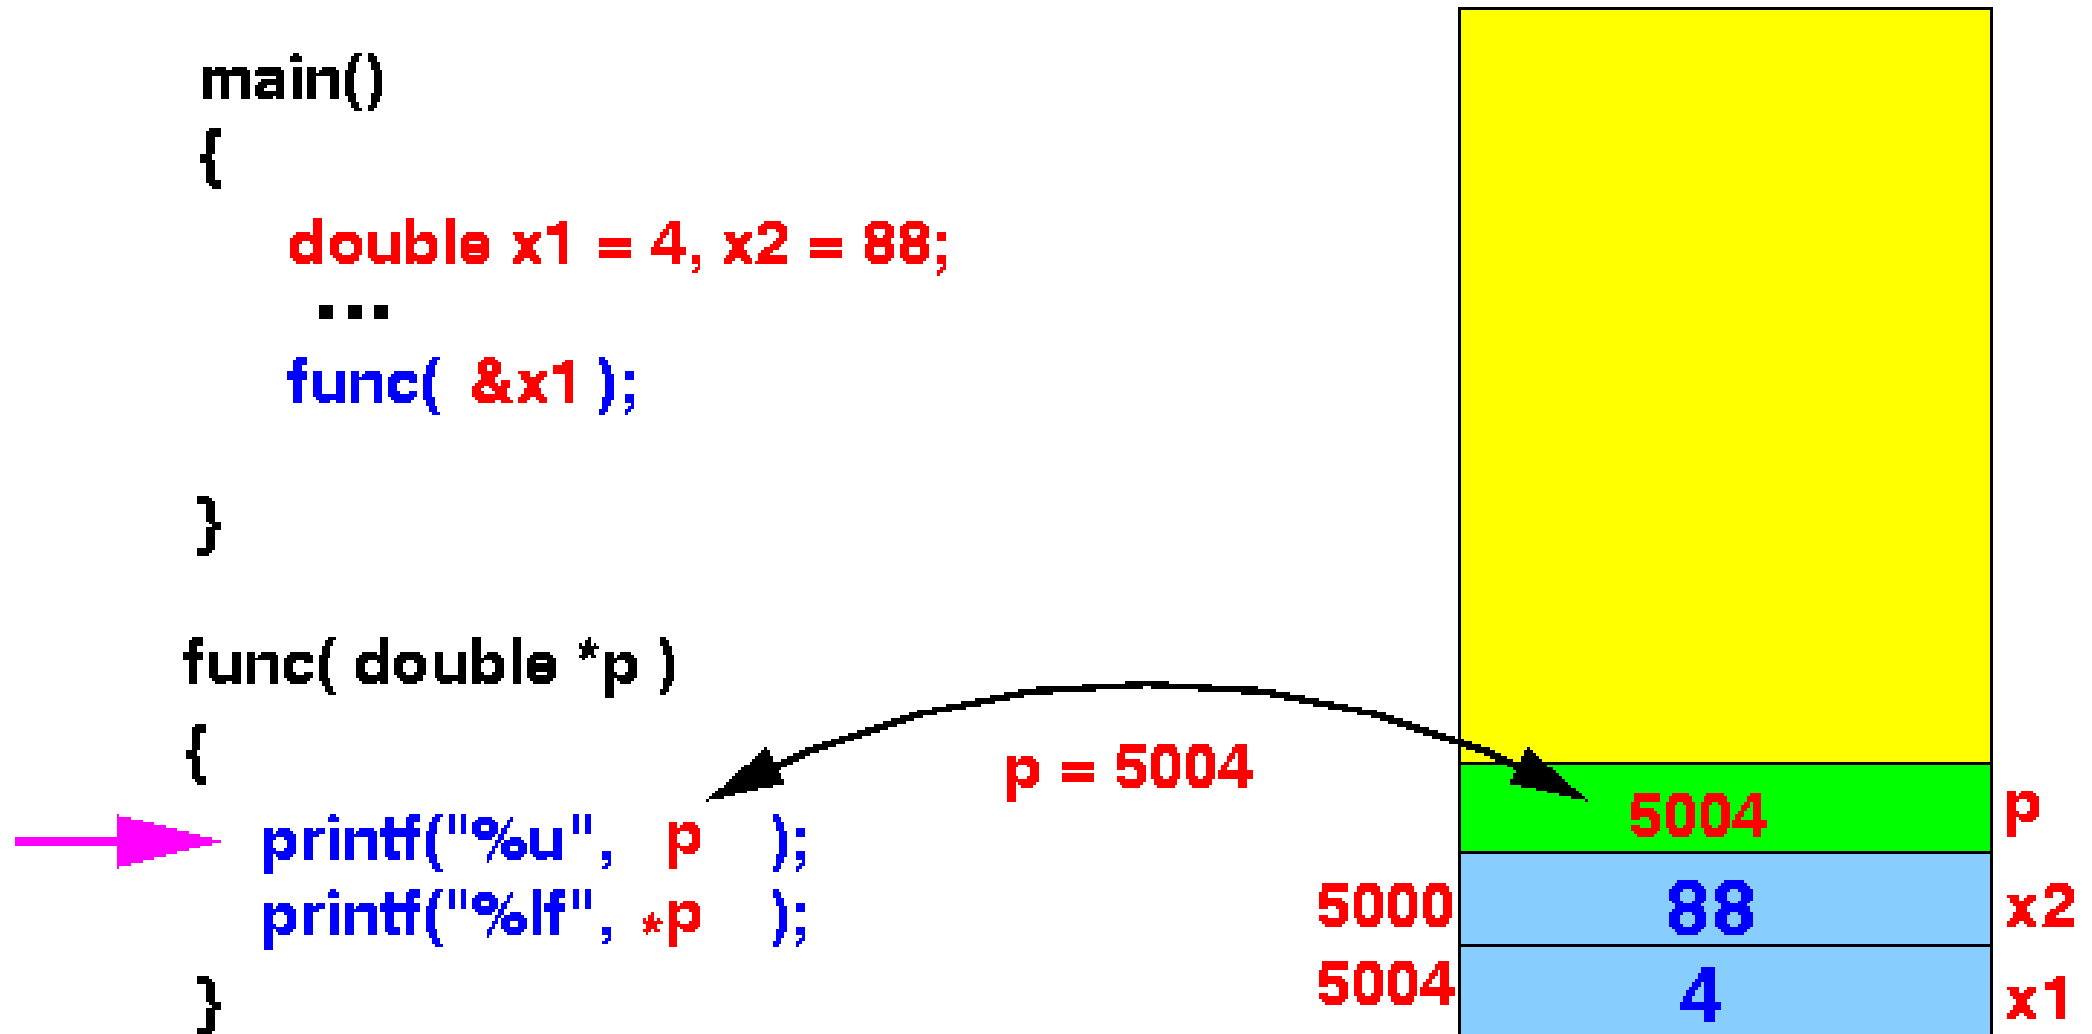 main()
{
double x1 = 4, x2 = 88;
...
func( &x1 );
}
func( double *p )
{
printf("%u", p );
printf("%lf", *p );
}
p = 5004
5004 p
5000 88 x2
5004 4 x1